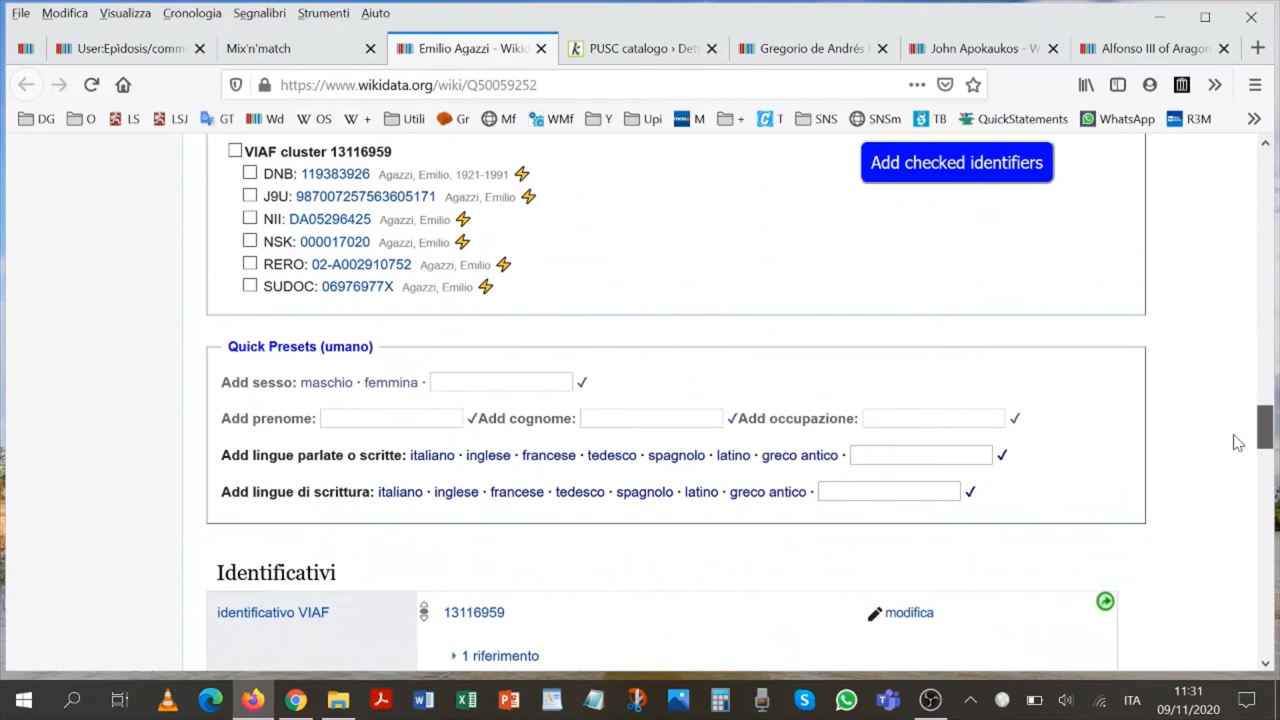 File Modifica Visualizza Cronologia Segnalibri Strumenti Aiuto
User:Epidosis/comm Mix'n'match Emilio Agazzi - Wikid PUSC catalogo › Det Gregorio de Andrés M John Apokaukos - W Alfonso III of Aragon
https://www.wikidata.org/wiki/Q50059252
DG O LS LSJ GT Wd OS + Utili Gr Mf WMf Y Upi M + T SNS SNSm TB QuickStatements WhatsApp R3M
VIAF cluster 13116959
Add checked identifiers
DNB: 119383926 Agazzi, Emilio, 1921-1991
J9U: 987007257563605171 Agazzi, Emilio
NII: DA05296425 Agazzi, Emilio
NSK: 000017020 Agazzi, Emilio
RERO: 02-A002910752 Agazzi, Emilio
SUDOC: 06976977X Agazzi, Emilio
Quick Presets (umano)
Add sesso: maschio · femmina · ✓
Add prenome: ✓Add cognome: ✓Add occupazione: ✓
Add lingue parlate o scritte: italiano · inglese · francese · tedesco · spagnolo · latino · greco antico · ✓
Add lingue di scrittura: italiano · inglese · francese · tedesco · spagnolo · latino · greco antico · ✓
Identificativi
identificativo VIAF 13116959 modifica
1 riferimento
ITA 11:31
09/11/2020